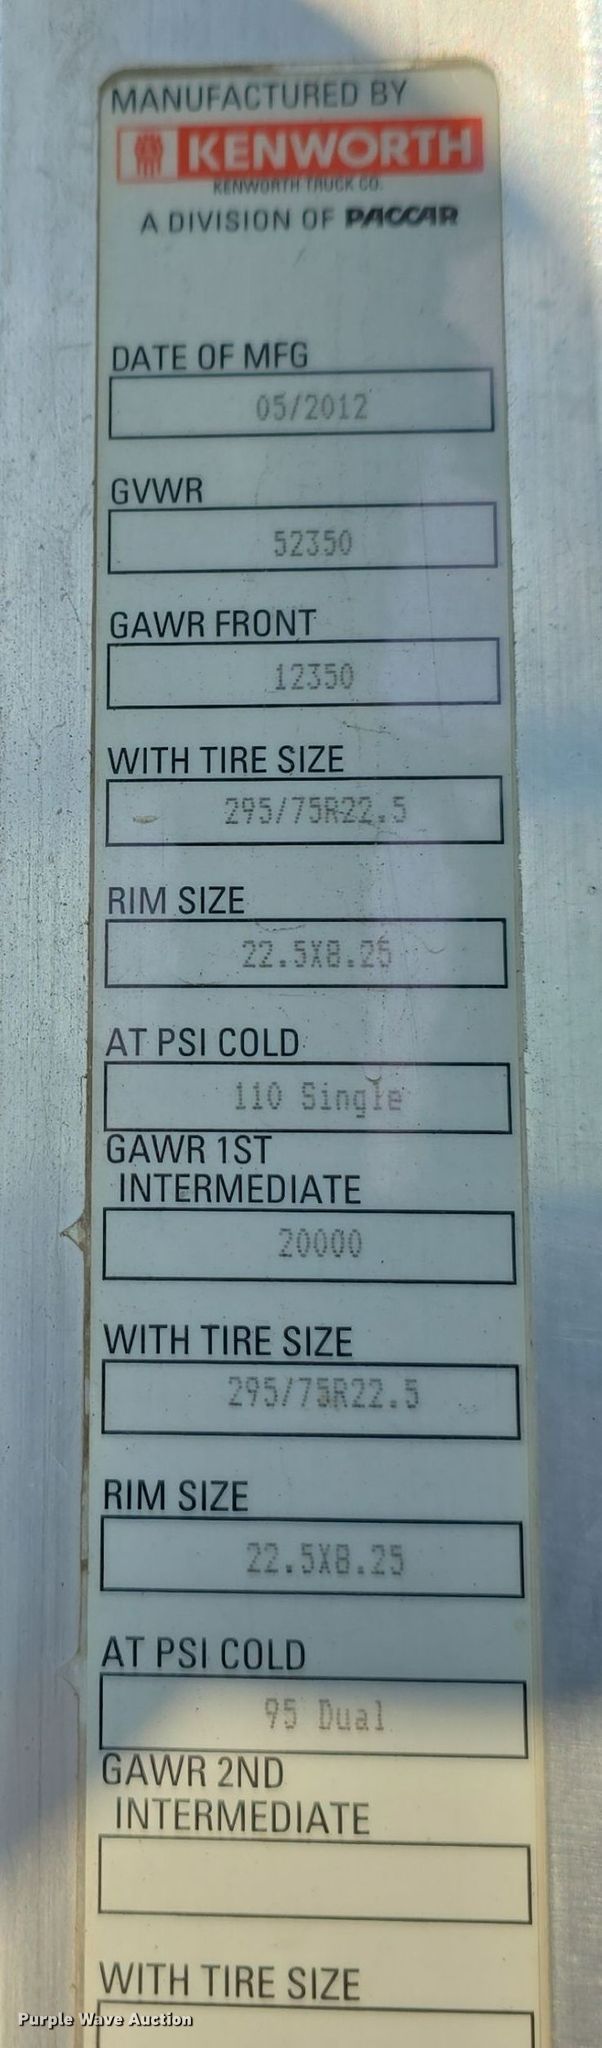 MANUFACTURED BY
KENWORTH
KENWORTH TRUCK CO.
A DIVISION OF PACCAR
DATE OF MFG
05/2012
GVWR
52350
GAWR FRONT
12350
WITH TIRE SIZE
295/75R22.5
RIM SIZE
22.5X8.25
AT PSI COLD
110 Single
GAWR 1ST
INTERMEDIATE
20000
WITH TIRE SIZE
295/75R22.5
RIM SIZE
22.5X8.25
AT PSI COLD
95 Dual
GAWR 2ND
INTERMEDIATE
WITH TIRE SIZE
Purple Wave Auction